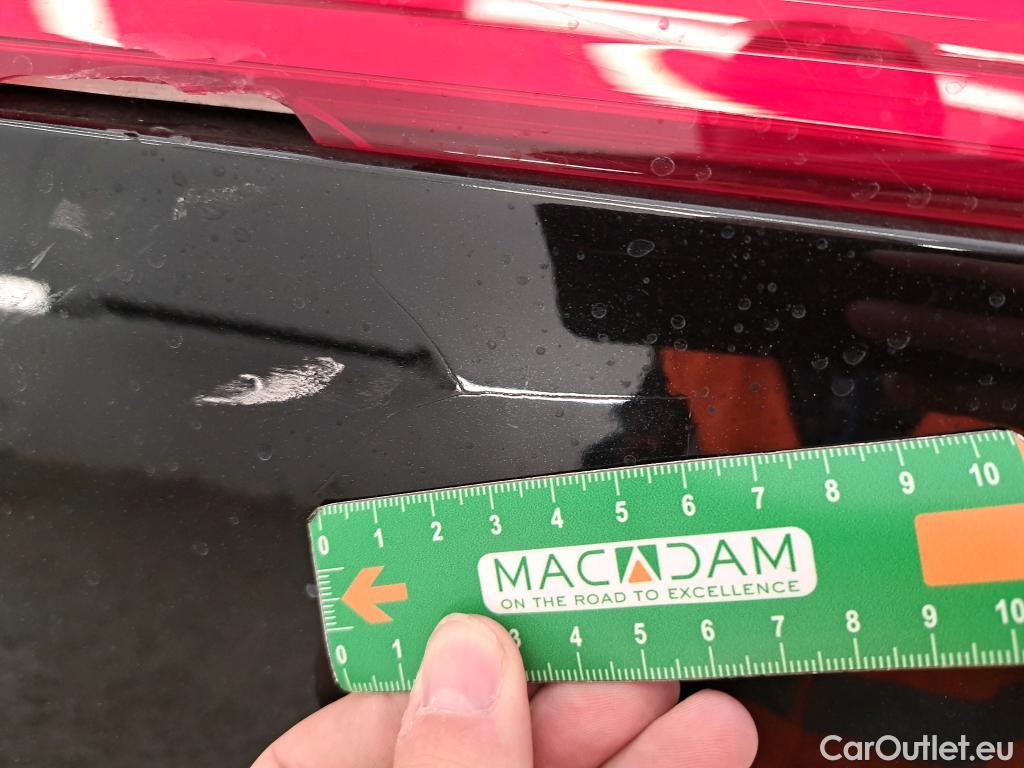 0 1 2 3 4 5 6 7 8 9 10
MACADAM
ON THE ROAD TO EXCELLENCE
0 1 3 4 5 6 7 8 9 10
CarOutlet.eu